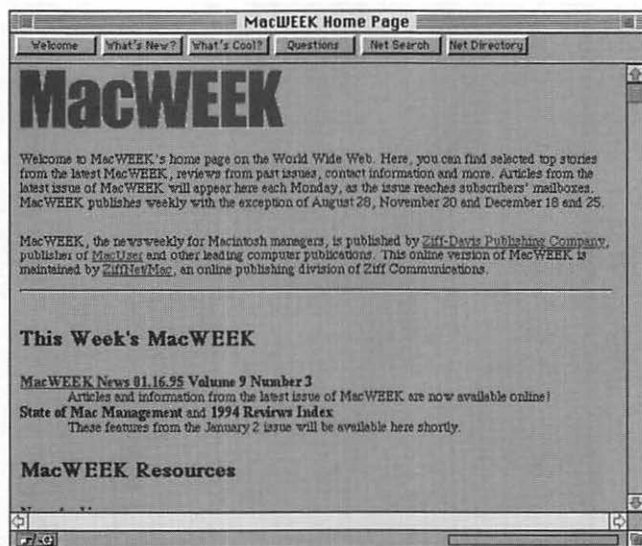 MacWEEK Home Page
Welcome What's New? What's Cool? Questions Net Search Net Directory
MacWEEK
Welcome to MacWEEK's home page on the World Wide Web. Here, you can find selected top stories
from the latest MacWEEK, reviews from past issues, contact information and more. Articles from the
latest issue of MacWEEK will appear here each Monday, as the issue reaches subscribers' mailboxes.
MacWEEK publishes weekly with the exception of August 28, November 20 and December 18 and 25.
MacWEEK, the newsweekly for Macintosh managers, is published by Ziff-Davis Publishing Company,
publisher of MacUser and other leading computer publications. This online version of MacWEEK is
maintained by ZiffNet/Mac, an online publishing division of Ziff Communications.
This Week's MacWEEK
MacWEEK News 01.16.95 Volume 9 Number 3
Articles and information from the latest issue of MacWEEK are now available online!
State of Mac Management and 1994 Reviews Index
These features from the January 2 issue will be available here shortly.
MacWEEK Resources